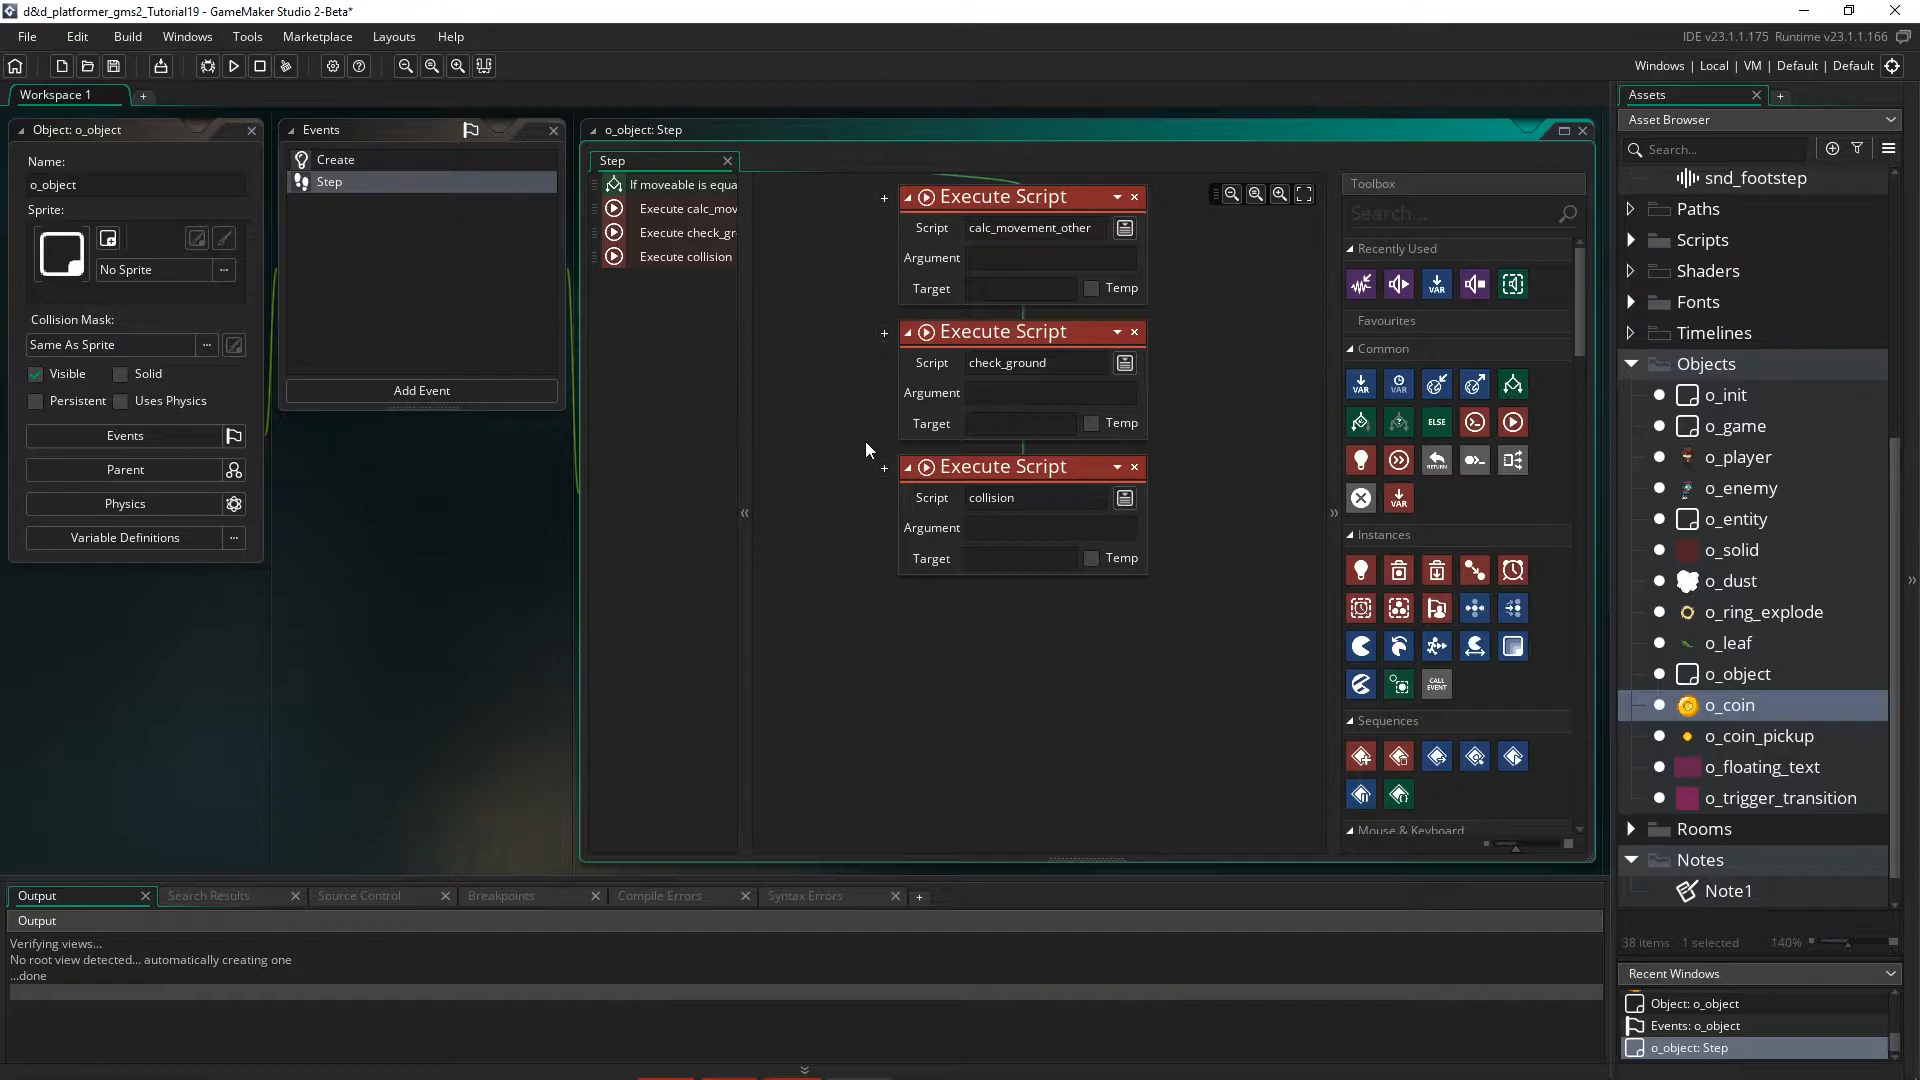 d&d_platformer_gms2_Tutorial19 - GameMaker Studio 2-Beta*
File Edit Build Windows Tools Marketplace Layouts Help
IDE v23.1.1.175 Runtime v23.1.1.166
Windows | Local | VM | Default | Default
Workspace 1
Object: o_object
Name:
o_object
Sprite:
No Sprite
Collision Mask:
Same As Sprite
Visible
Solid
Persistent
Uses Physics
Events
Parent
Physics
Variable Definitions
Events
Create
Step
Add Event
o_object: Step
Step
If moveable is equa
Execute calc_mov
Execute check_gr
Execute collision
Execute Script
Script calc_movement_other
Argument
Target Temp
Execute Script
Script check_ground
Argument
Target Temp
Execute Script
Script collision
Argument
Target Temp
Toolbox
Search...
Recently Used
VAR
Favourites
Common
VAR VAR
ELSE
RETURN
VAR
Instances
CALL EVENT
Sequences
Mouse & Keyboard
Assets
Asset Browser
Search...
snd_footstep
Paths
Scripts
Shaders
Fonts
Timelines
Objects
o_init
o_game
o_player
o_enemy
o_entity
o_solid
o_dust
o_ring_explode
o_leaf
o_object
o_coin
o_coin_pickup
o_floating_text
o_trigger_transition
Rooms
Notes
Note1
38 items 1 selected 140%
Recent Windows
Object: o_object
Events: o_object
o_object: Step
Output Search Results Source Control Breakpoints Compile Errors Syntax Errors
Output
Verifying views...
No root view detected... automatically creating one
...done